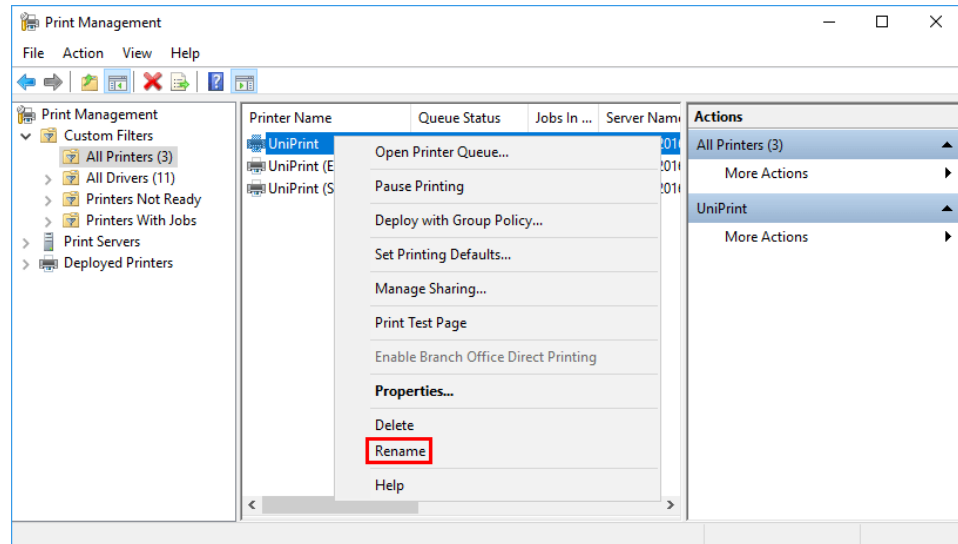 Print Management
File Action View Help
Print Management
Custom Filters
All Printers (3)
All Drivers (11)
Printers Not Ready
Printers With Jobs
Print Servers
Deployed Printers
Printer Name Queue Status Jobs In ... Server Name
UniPrint
UniPrint (E
UniPrint (S
Open Printer Queue...
Pause Printing
Deploy with Group Policy...
Set Printing Defaults...
Manage Sharing...
Print Test Page
Enable Branch Office Direct Printing
Properties...
Delete
Rename
Help
Actions
All Printers (3)
More Actions
UniPrint
More Actions